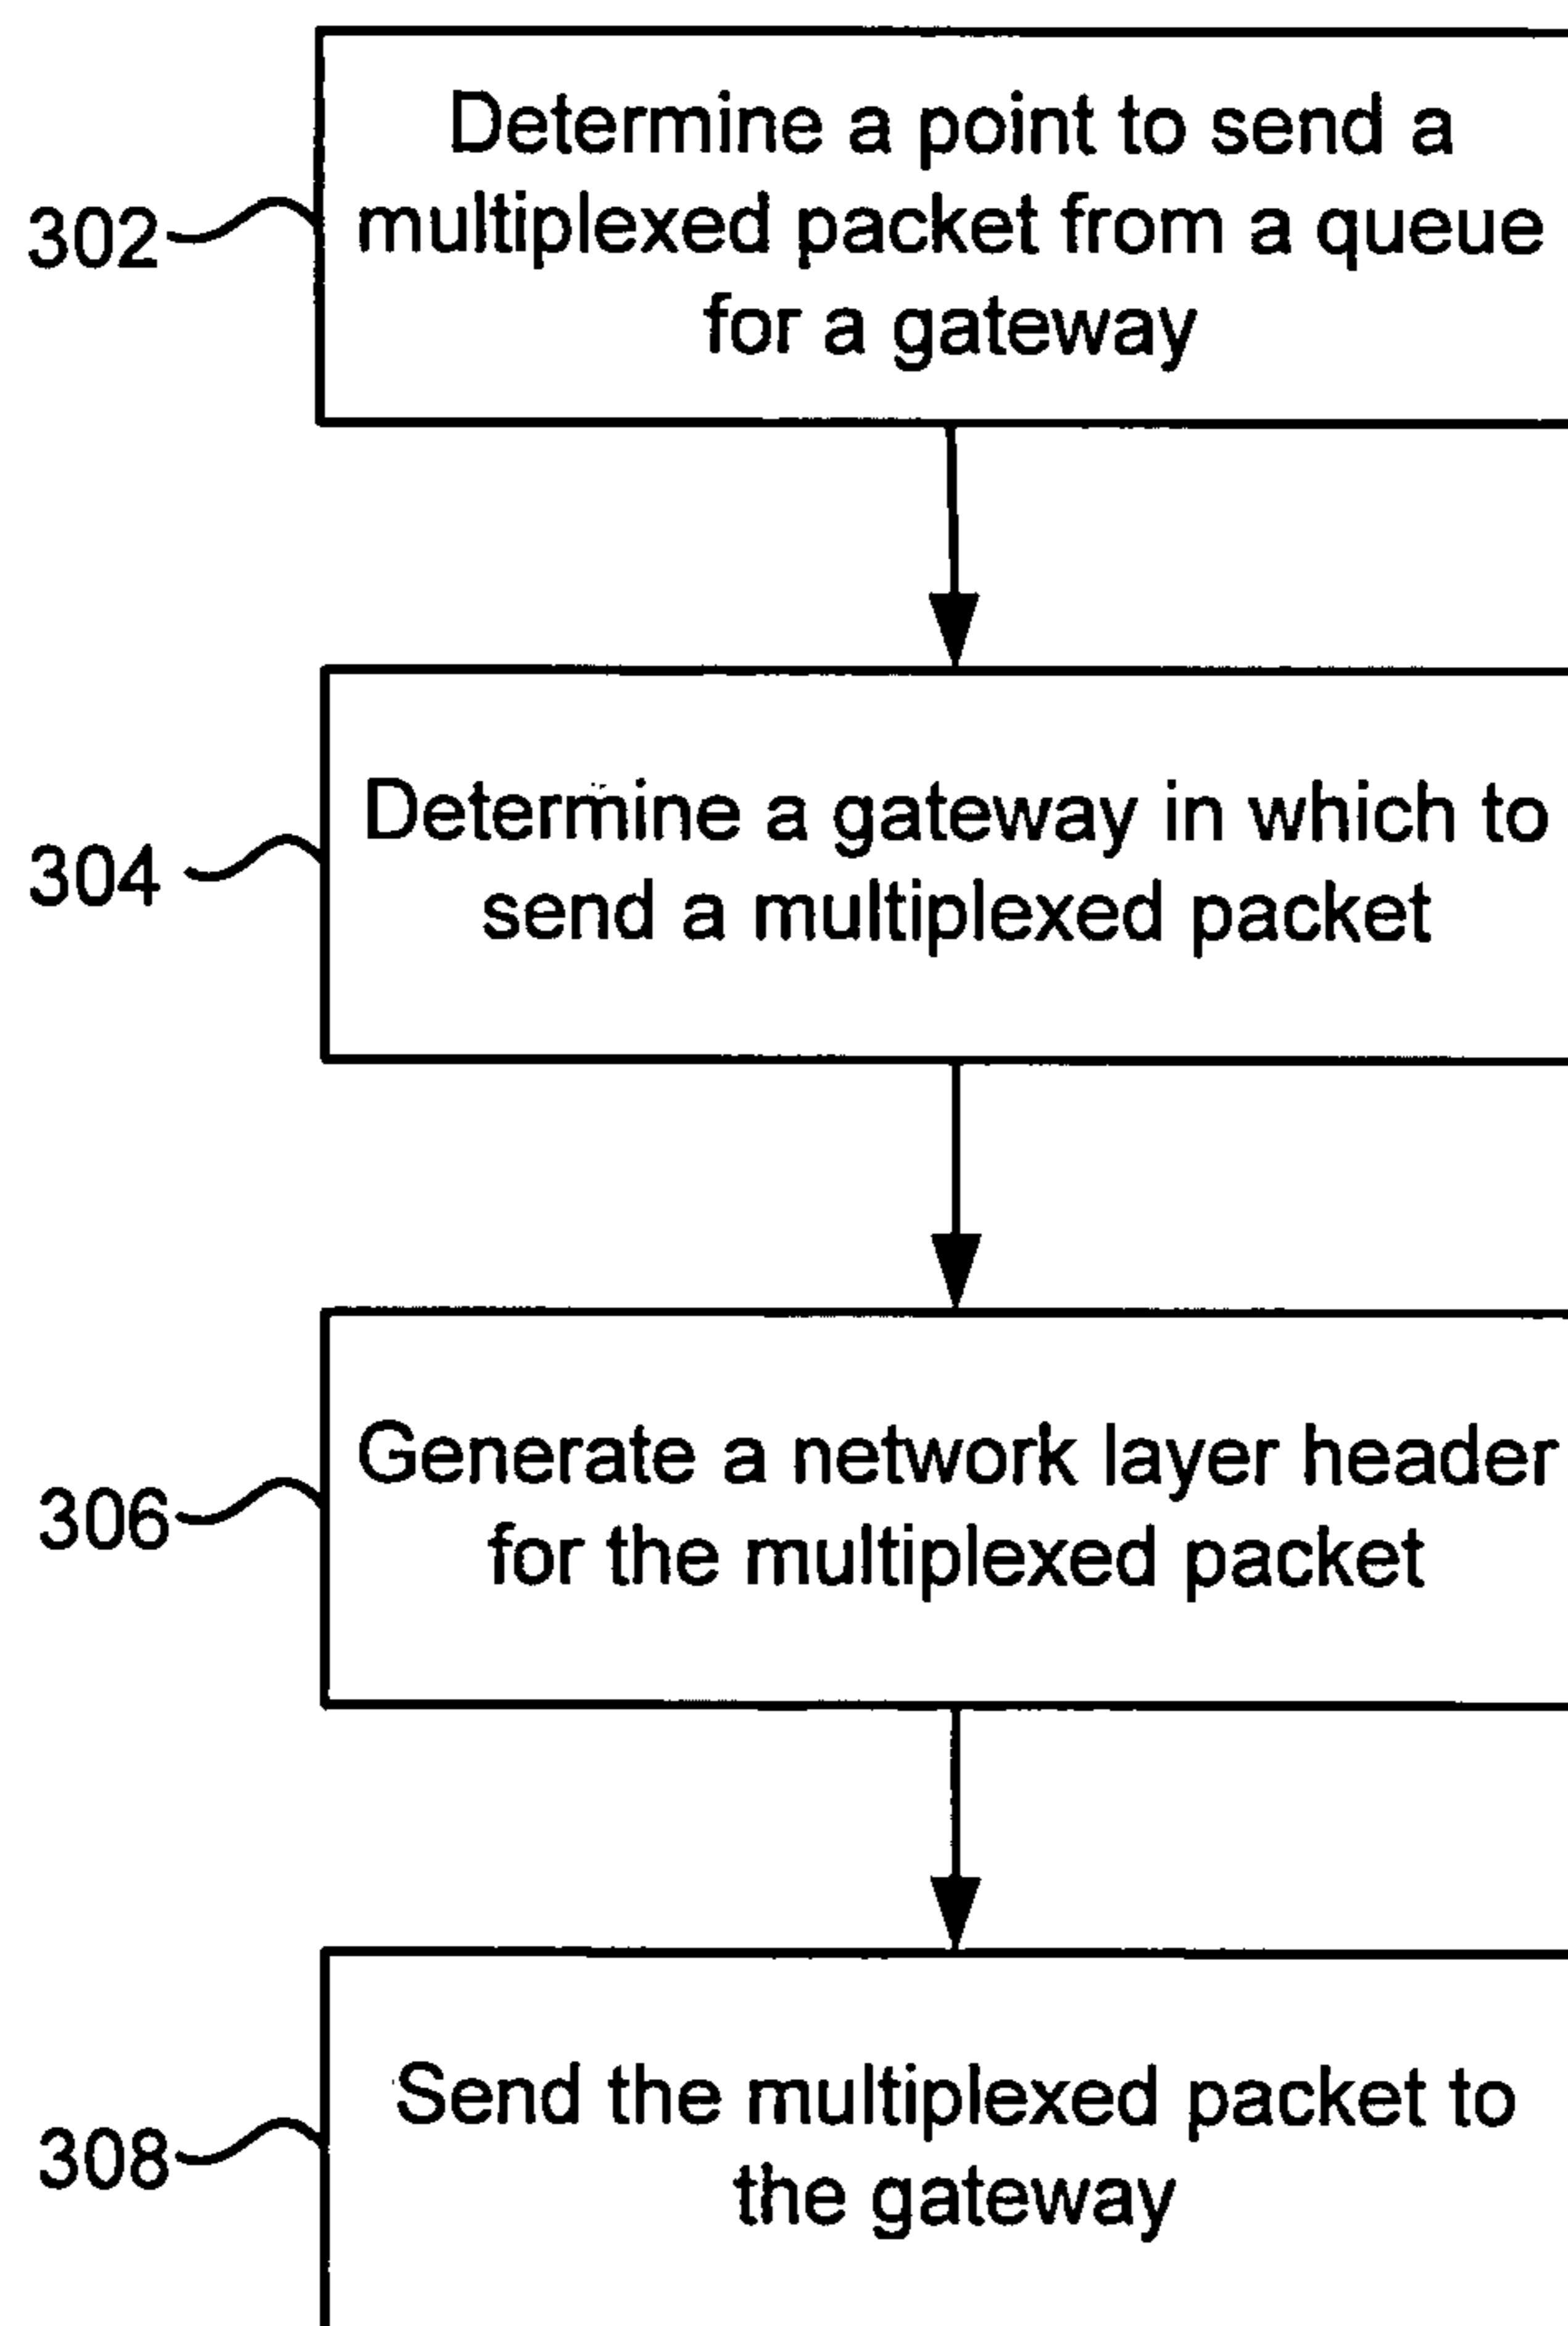 Determine a point to send a
302 multiplexed packet from a queue
for a gateway
Determine a gateway in which to
304
send a multiplexed packet
Generate a network layer header
306
for the multiplexed packet
Send the multiplexed packet to
308
the gateway